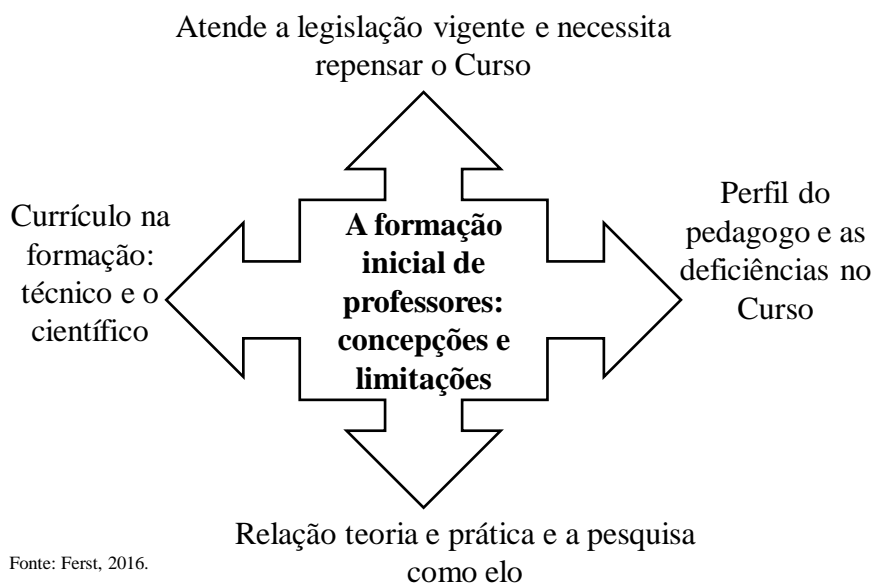 Atende a legislação vigente e necessita
repensar o Curso
Currículo na
formação:
técnico e o
científico
A formação
inicial de
professores:
concepções e
limitações
Perfil do
pedagogo e as
deficiências no
Curso
Relação teoria e prática e a pesquisa
como elo
Fonte: Ferst, 2016.